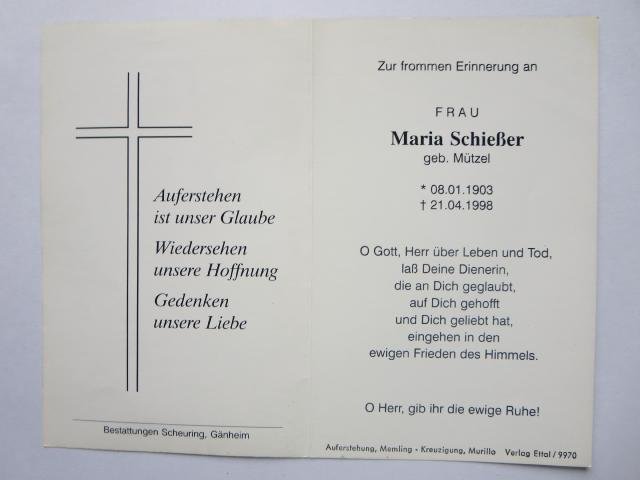 Auferstehen
ist unser Glaube
Wiedersehen
unsere Hoffnung
Gedenken
unsere Liebe
Bestattungen Scheuring, Gänheim
Zur frommen Erinnerung an
FRAU
Maria Schießer
geb. Mützel
* 08.01.1903
† 21.04.1998
O Gott, Herr über Leben und Tod,
laß Deine Dienerin,
die an Dich geglaubt,
auf Dich gehofft
und Dich geliebt hat,
eingehen in den
ewigen Frieden des Himmels.
O Herr, gib ihr die ewige Ruhe!
Auferstehung, Memling - Kreuzigung, Murillo Verlag Ettal / 9970